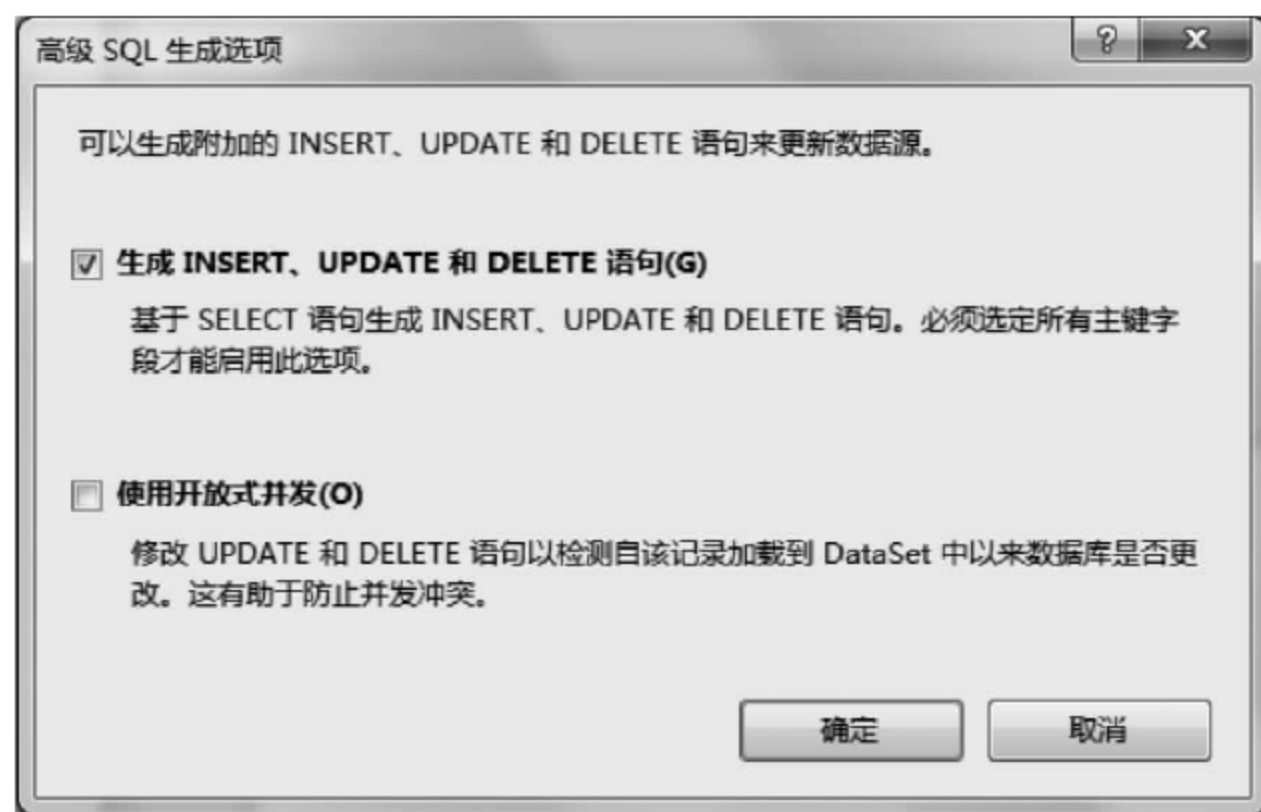 高级 SQL 生成选项
? X
可以生成附加的 INSERT、UPDATE 和 DELETE 语句来更新数据源。
生成 INSERT、UPDATE 和 DELETE 语句(G)
基于 SELECT 语句生成 INSERT、UPDATE 和 DELETE 语句。必须选定所有主键字
段才能启用此选项。
使用开放式并发(O)
修改 UPDATE 和 DELETE 语句以检测自该记录加载到 DataSet 中以来数据库是否更
改。这有助于防止并发冲突。
确定 取消